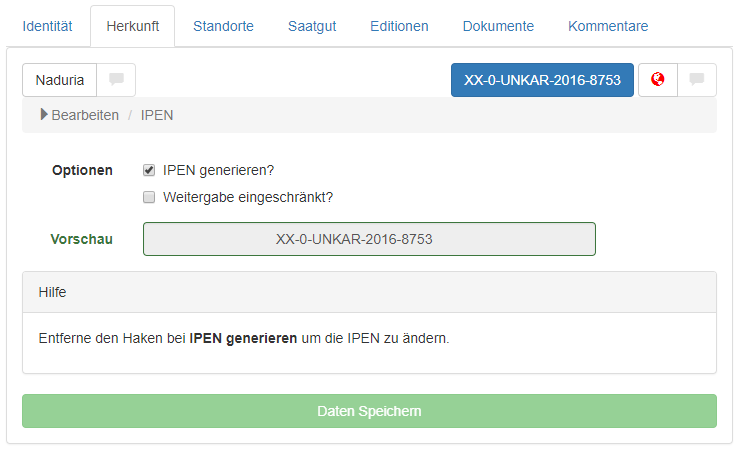 Identität Herkunft Standorte Saatgut Editionen Dokumente Kommentare
Naduria XX-0-UNKAR-2016-8753
Bearbeiten / IPEN
Optionen IPEN generieren?
Weitergabe eingeschränkt?
Vorschau XX-0-UNKAR-2016-8753
Hilfe
Entferne den Haken bei IPEN generieren um die IPEN zu ändern.
Daten Speichern